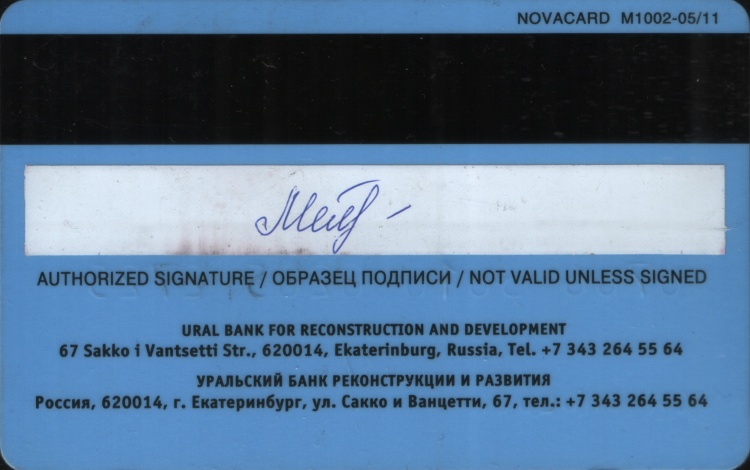 NOVACARD M1002-05/11
AUTHORIZED SIGNATURE / ОБРАЗЕЦ ПОДПИСИ / NOT VALID UNLESS SIGNED
URAL BANK FOR RECONSTRUCTION AND DEVELOPMENT
67 Sakko i Vantsetti Str., 620014, Ekaterinburg, Russia, Tel. +7 343 264 55 64
УРАЛЬСКИЙ БАНК РЕКОНСТРУКЦИИ И РАЗВИТИЯ
Россия, 620014, г. Екатеринбург, ул. Сакко и Ванцетти, 67, тел.: +7 343 264 55 64